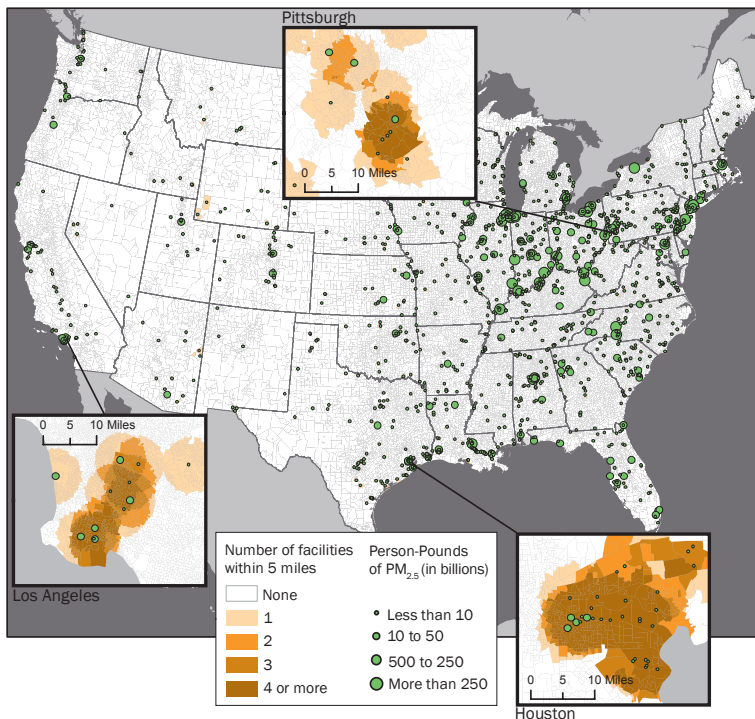 Pittsburgh
0 5 10 Miles
0 5 10 Miles
Los Angeles
Number of facilities
within 5 miles
None
1
2
3
4 or more
Person-Pounds
of PM2.5 (in billions)
Less than 10
10 to 50
500 to 250
More than 250
0 5 10 Miles
Houston